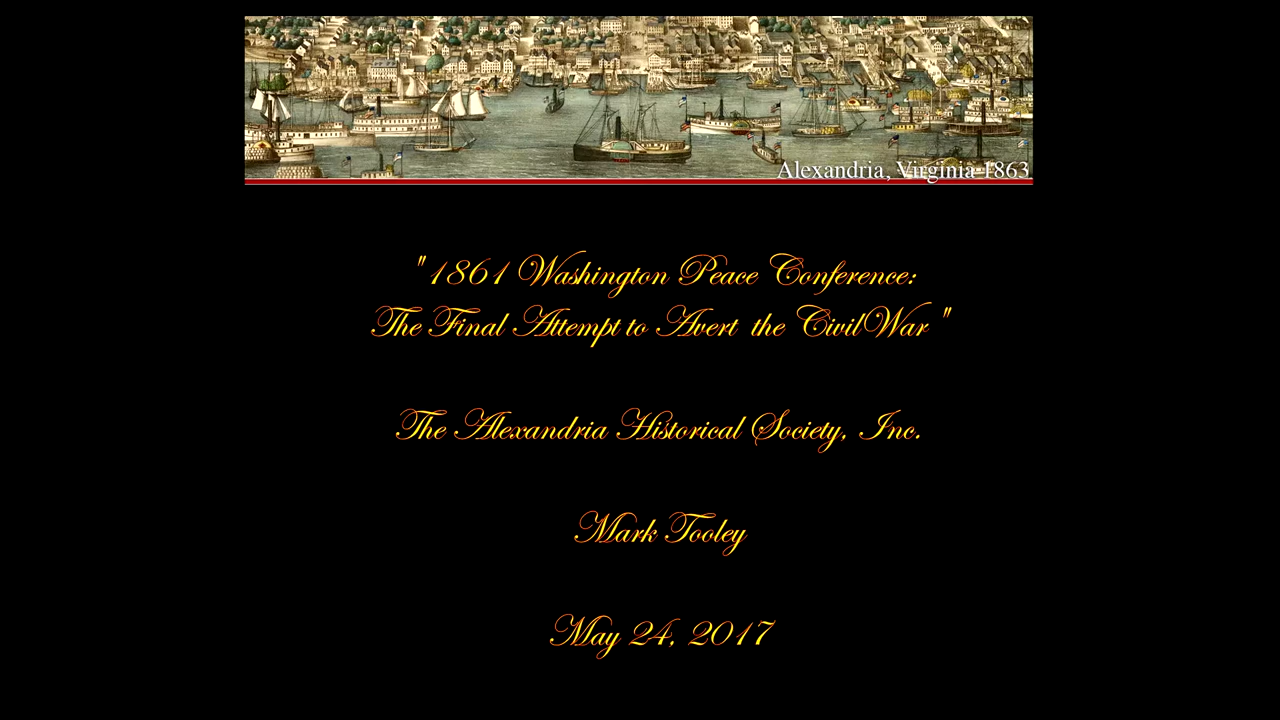 Alexandria, Virginia 1863
"1861 Washington Peace Conference:
The Final Attempt to Avert the Civil War"
The Alexandria Historical Society, Inc.
Mark Tooley
May 24, 2017